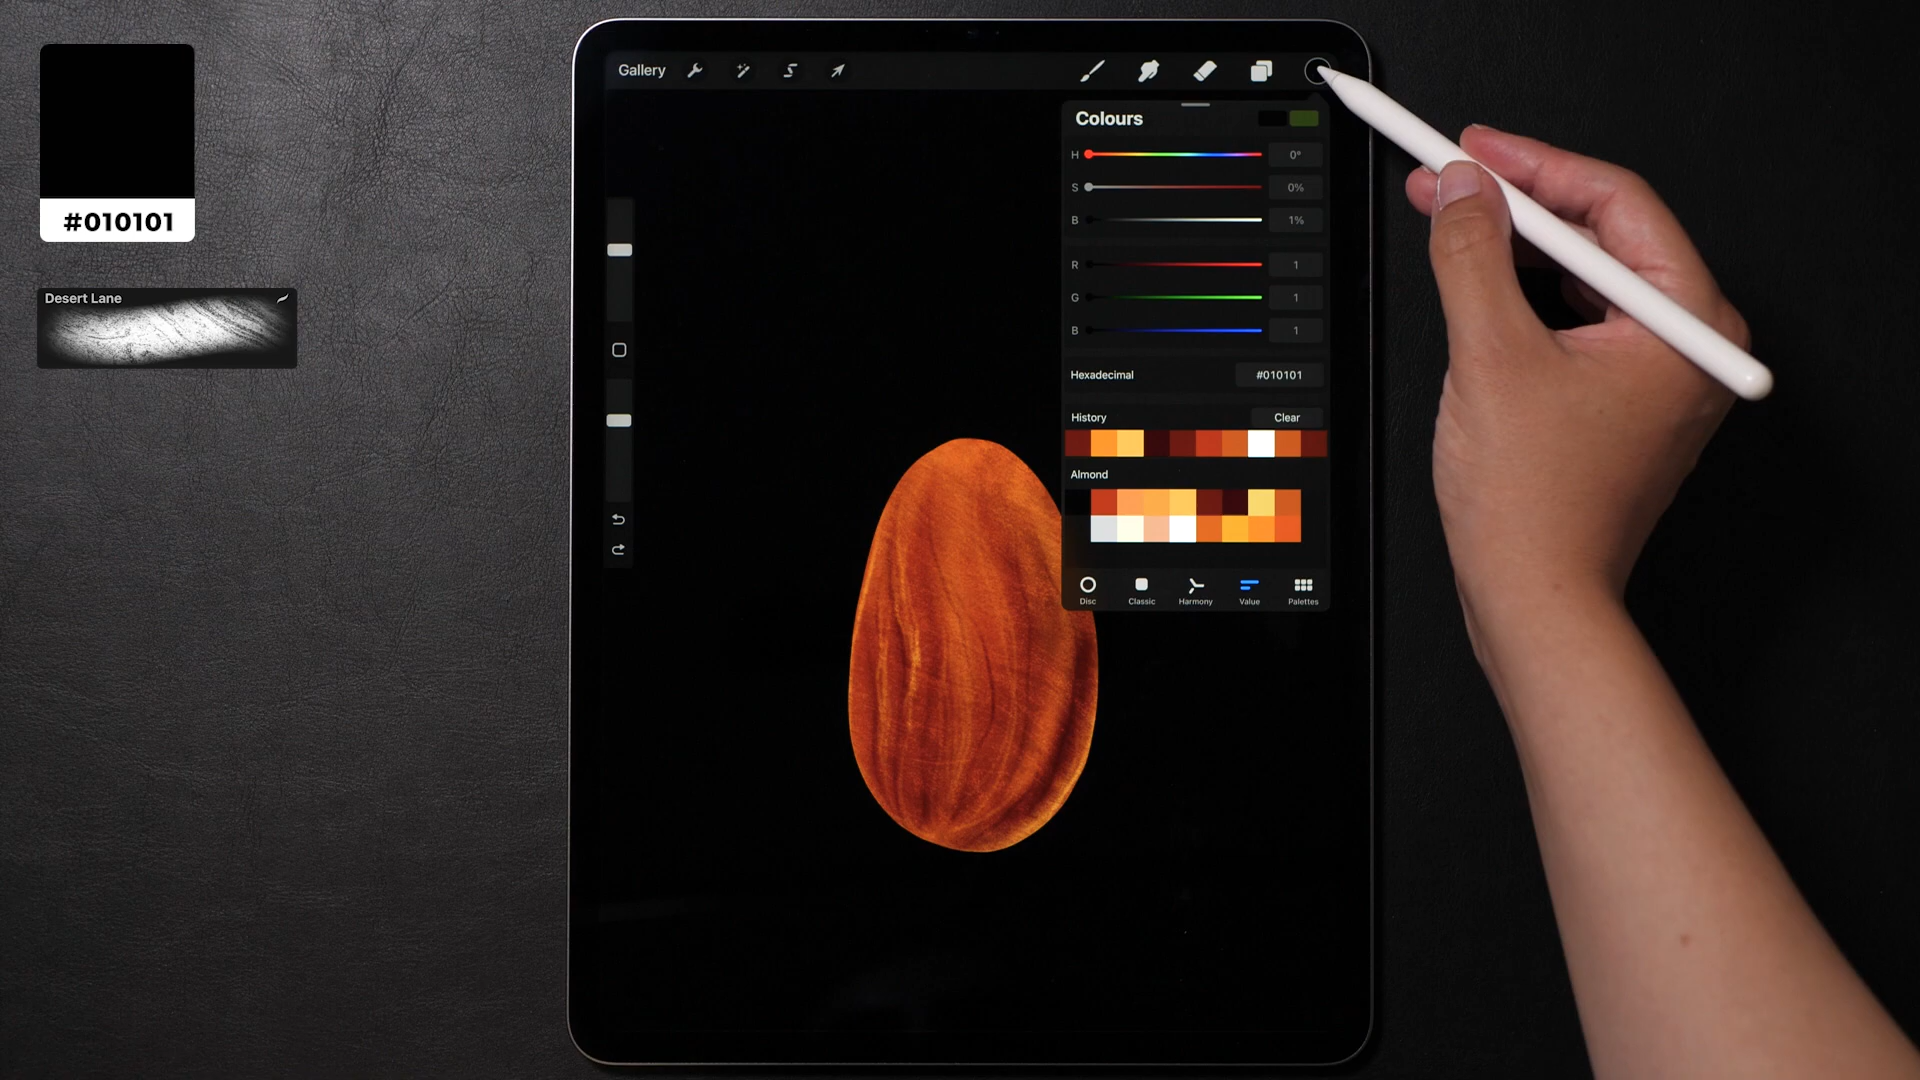 #010101
Desert Lane
Gallery
Colours
H 0°
S 0%
B 1%
R 1
G 1
B 1
Hexadecimal #010101
History Clear
Almond
Disc Classic Harmony Value Palettes